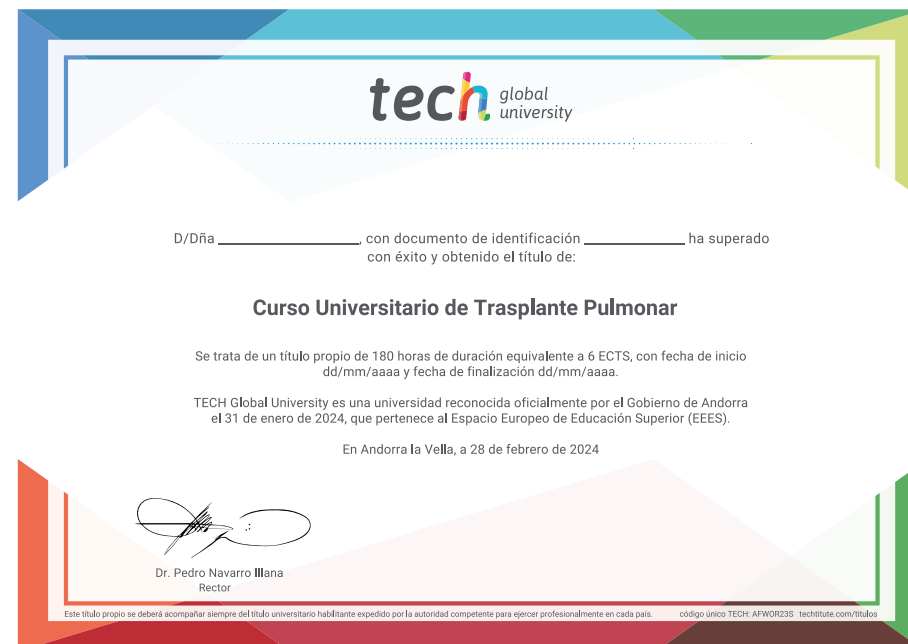 tech global
university
D/Dña ____________________, con documento de identificación ______________ ha superado
con éxito y obtenido el título de:
Curso Universitario de Trasplante Pulmonar
Se trata de un título propio de 180 horas de duración equivalente a 6 ECTS, con fecha de inicio
dd/mm/aaaa y fecha de finalización dd/mm/aaaa.
TECH Global University es una universidad reconocida oficialmente por el Gobierno de Andorra
el 31 de enero de 2024, que pertenece al Espacio Europeo de Educación Superior (EEES).
En Andorra la Vella, a 28 de febrero de 2024
Dr. Pedro Navarro Illana
Rector
Este título propio se deberá acompañar siempre del título universitario habilitante expedido por la autoridad competente para ejercer profesionalmente en cada país. código único TECH: AFWOR23S techtitute.com/titulos